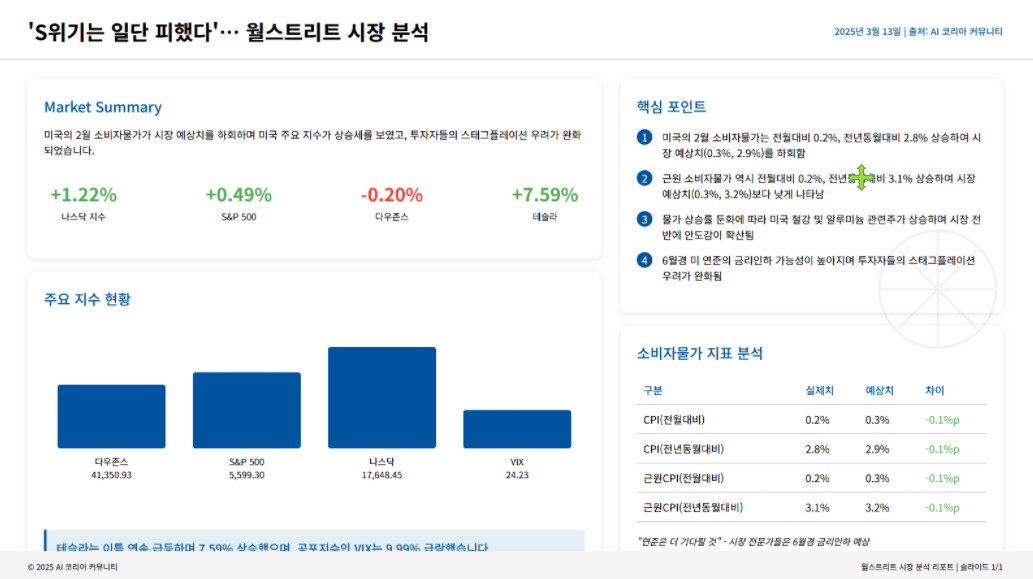 'S위기는 일단 피했다'… 월스트리트 시장 분석
2025년 3월 13일 | 출처: AI 코리아 커뮤니티
Market Summary
미국의 2월 소비자물가가 시장 예상치를 하회하며 미국 주요 지수가 상승세를 보였고, 투자자들의 스태그플레이션 우려가 완화
되었습니다.
+1.22% +0.49% -0.20% +7.59%
나스닥 지수 S&P 500 다우존스 테슬라
주요 지수 현황
다우존스 S&P 500 나스닥 VIX
41,350.93 5,599.30 17,648.45 24.23
테슬라는 이틀 연속 급등하며 7.59% 상승했으며, 공포지수인 VIX는 9.99% 급락했습니다
핵심 포인트
1 미국의 2월 소비자물가는 전월대비 0.2%, 전년동월대비 2.8% 상승하여 시
장 예상치(0.3%, 2.9%)를 하회함
2 근원 소비자물가 역시 전월대비 0.2%, 전년동월대비 3.1% 상승하여 시장
예상치(0.3%, 3.2%)보다 낮게 나타남
3 물가 상승률 둔화에 따라 미국 철강 및 알루미늄 관련주가 상승하며 시장 전
반에 안도감이 확산됨
4 6월경 미 연준의 금리인하 가능성이 높아지며 투자자들의 스태그플레이션
우려가 완화됨
소비자물가 지표 분석
구분 실제치 예상치 차이
CPI(전월대비) 0.2% 0.3% -0.1%p
CPI(전년동월대비) 2.8% 2.9% -0.1%p
근원CPI(전월대비) 0.2% 0.3% -0.1%p
근원CPI(전년동월대비) 3.1% 3.2% -0.1%p
"연준은 더 기다릴 것" - 시장 전문가들은 6월경 금리인하 예상
© 2025 AI 코리아 커뮤니티
월스트리트 시장 분석 리포트 | 슬라이드 1/1